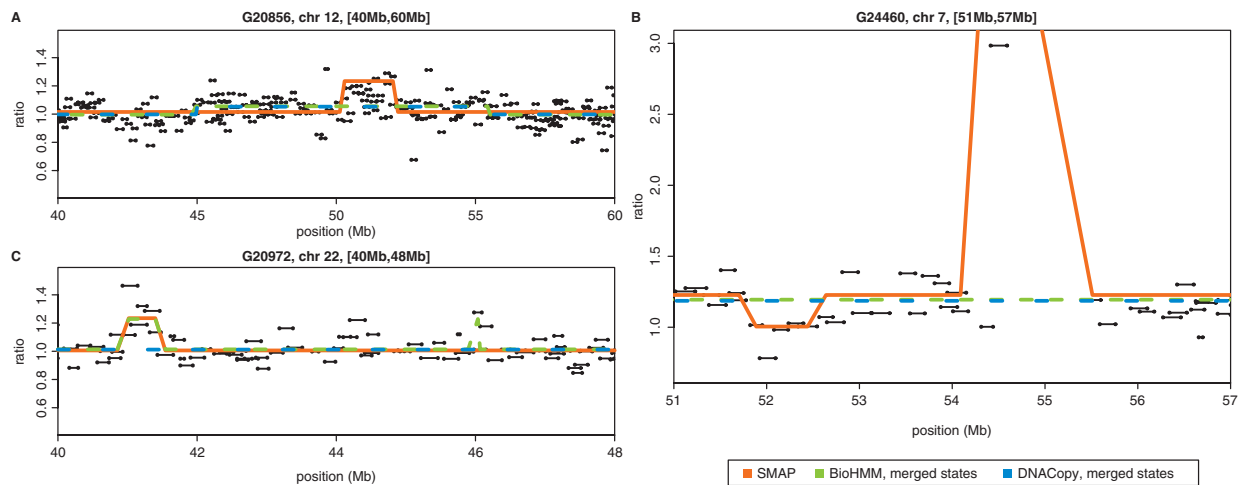 A
G20856, chr 12, [40Mb,60Mb]
ratio
1.4
1.2
1.0
0.8
0.6
40
45
50
55
60
position (Mb)
C
G20972, chr 22, [40Mb,48Mb]
ratio
1.4
1.2
1.0
0.8
0.6
40
42
44
46
48
position (Mb)
B
G24460, chr 7, [51Mb,57Mb]
ratio
3.0
2.5
2.0
1.5
1.0
51
52
53
54
55
56
57
position (Mb)
SMAP
BioHMM, merged states
DNACopy, merged states